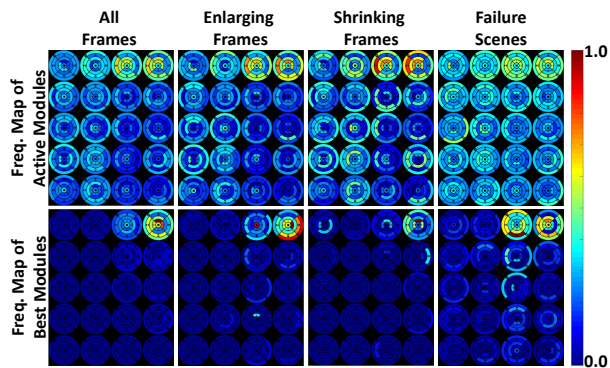 All
Frames
Enlarging
Frames
Shrinking
Frames
Failure
Scenes
Freq. Map of
Active Modules
Freq. Map of
Best Modules
1.0
0.0